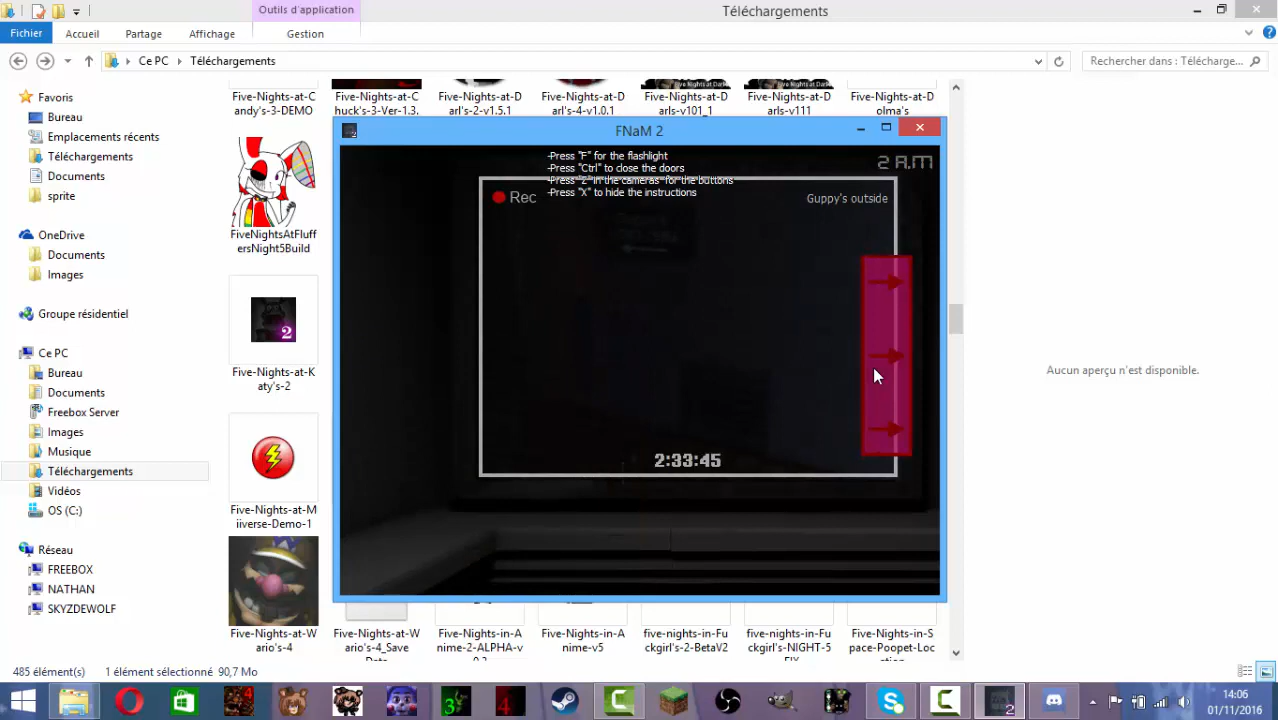 Outils d'application
Téléchargements
Fichier
Accueil
Partage
Affichage
Gestion
Ce PC
Téléchargements
Rechercher dans : Télécharge...
Favoris
Bureau
Emplacements récents
Téléchargements
Documents
sprite
OneDrive
Documents
Images
Groupe résidentiel
Ce PC
Bureau
Documents
Freebox Server
Images
Musique
Téléchargements
Vidéos
OS (C:)
Réseau
FREEBOX
NATHAN
SKYZDEWOLF
Five-Nights-at-C
andy's-3-DEMO
Five-Nights-at-C
huck's-3-Ver-1.3.
Five-Nights-at-D
arl's-2-v1.5.1
Five-Nights-at-D
arl's-4-v1.0.1
Five-Nights-at-D
arls-v101_1
Five-Nights-at-D
arls-v111
Five-Nights-at-D
olma's
FiveNightsAtFluff
ersNight5Build
2
Five-Nights-at-K
aty's-2
Five-Nights-at-M
iiverse-Demo-1
Five-Nights-at-W
ario's-4
Five-Nights-at-W
ario's-4_Save
Five-Nights-in-A
nime-2-ALPHA-v
Five-Nights-in-A
nime-v5
five-nights-in-Fu
ckgirl's-2-BetaV2
five-nights-in-Fu
ckgirl's-NIGHT-5
Five-Nights-in-S
pace-Poopet-Loc
FNaM 2
-Press "F" for the flashlight
-Press "Ctrl" to close the doors
-Press "Z" in the cameras for the buttons
-Press "X" to hide the instructions
2 A.M
Rec
Guppy's outside
2:33:45
Aucun aperçu n'est disponible.
485 élément(s)
1 élément sélectionné 90,7 Mo
14:06
01/11/2016